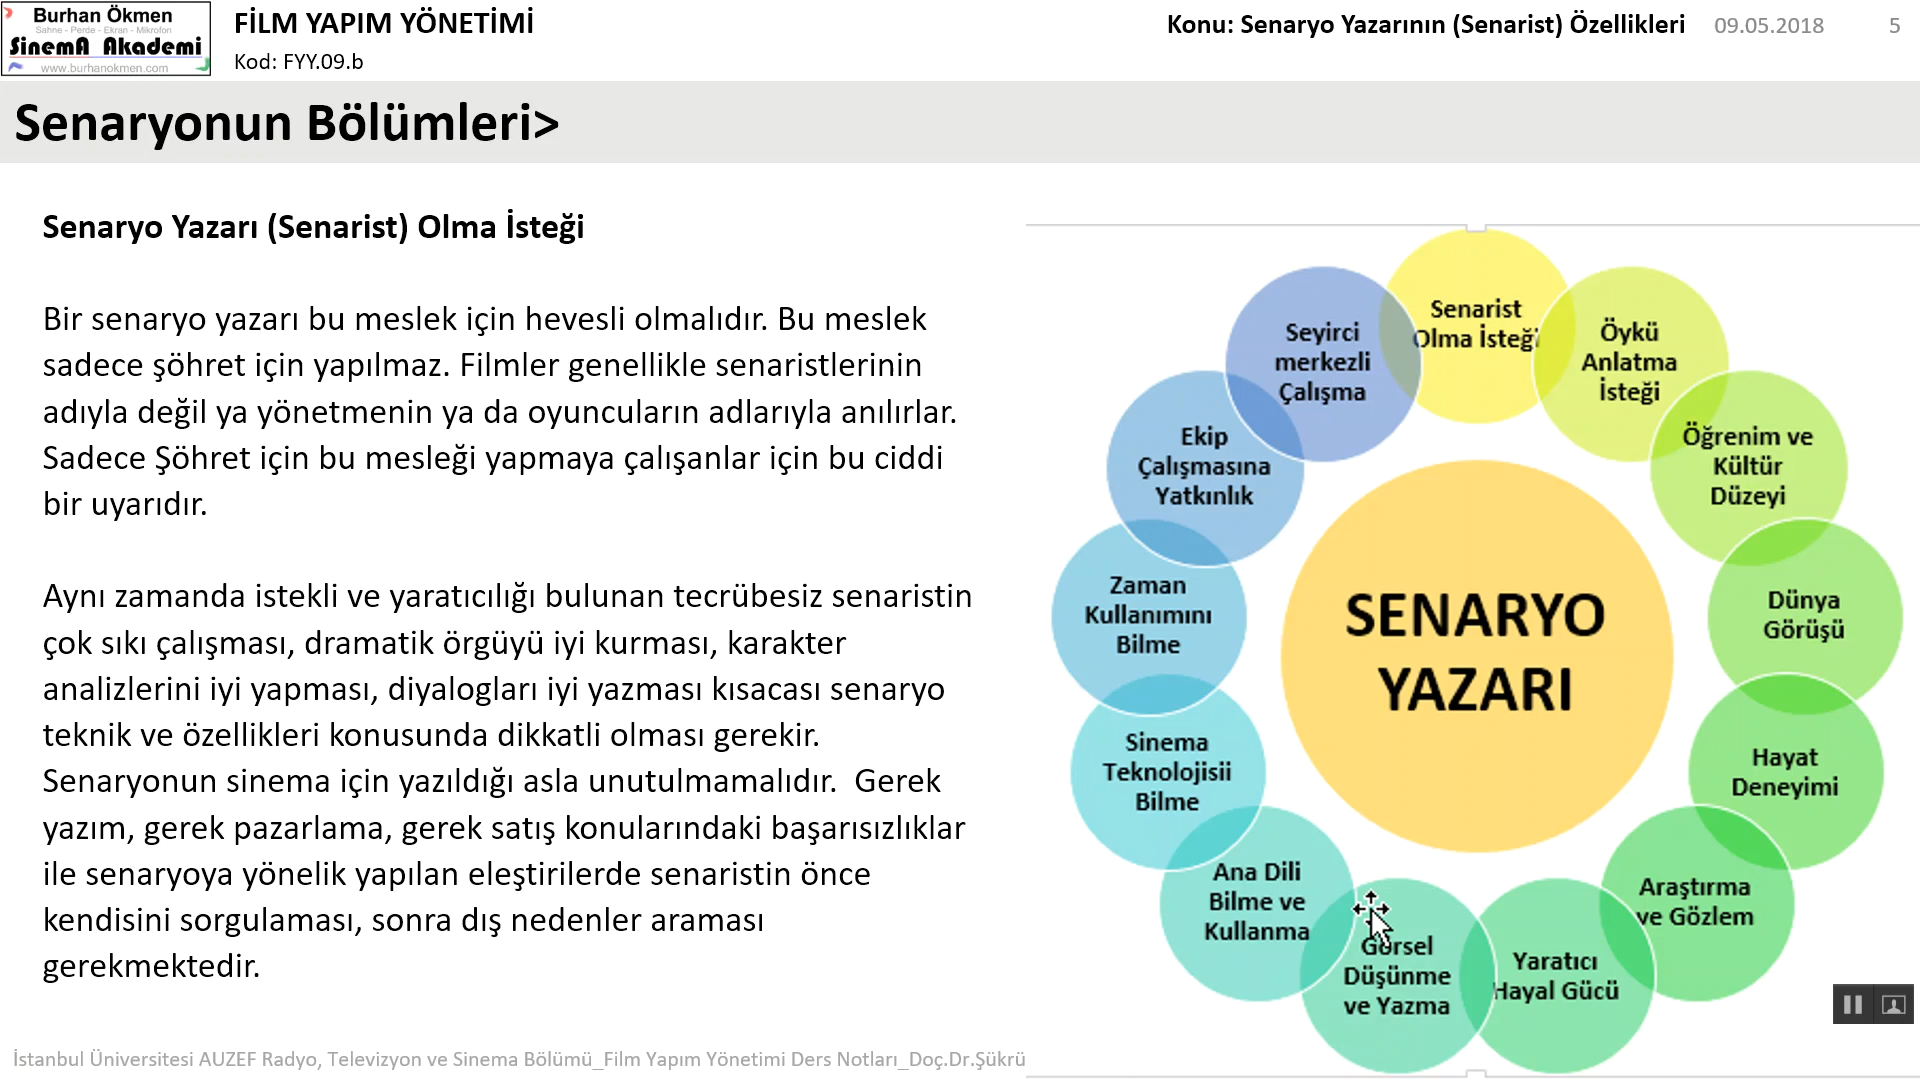 Burhan Ökmen
Sahne - Perde - Ekran - Mikrofon
SinemA Akademi
www.burhanokmen.com
FİLM YAPIM YÖNETİMİ
Kod: FYY.09.b
Konu: Senaryo Yazarının (Senarist) Özellikleri
09.05.2018
5
Senaryonun Bölümleri>
Senaryo Yazarı (Senarist) Olma İsteği
Bir senaryo yazarı bu meslek için hevesli olmalıdır. Bu meslek
sadece şöhret için yapılmaz. Filmler genellikle senaristlerinin
adıyla değil ya yönetmenin ya da oyuncuların adlarıyla anılırlar.
Sadece Şöhret için bu mesleği yapmaya çalışanlar için bu ciddi
bir uyarıdır.
Aynı zamanda istekli ve yaratıcılığı bulunan tecrübesiz senaristin
çok sıkı çalışması, dramatik örgüyü iyi kurması, karakter
analizlerini iyi yapması, diyalogları iyi yazması kısacası senaryo
teknik ve özellikleri konusunda dikkatli olması gerekir.
Senaryonun sinema için yazıldığı asla unutulmamalıdır.  Gerek
yazım, gerek pazarlama, gerek satış konularındaki başarısızlıklar
ile senaryoya yönelik yapılan eleştirilerde senaristin önce
kendisini sorgulaması, sonra dış nedenler araması
gerekmektedir.
Senarist
Olma İsteği
Öykü
Anlatma
İsteği
Öğrenim ve
Kültür
Düzeyi
Dünya
Görüşü
Hayat
Deneyimi
Araştırma
ve Gözlem
Yaratıcı
Hayal Gücü
Görsel
Düşünme
ve Yazma
Ana Dili
Bilme ve
Kullanma
Sinema
Teknolojisii
Bilme
Zaman
Kullanımını
Bilme
Ekip
Çalışmasına
Yatkınlık
Seyirci
merkezli
Çalışma
SENARYO
YAZARI
İstanbul Üniversitesi AUZEF Radyo, Televizyon ve Sinema Bölümü_Film Yapım Yönetimi Ders Notları_Doç.Dr.Şükrü